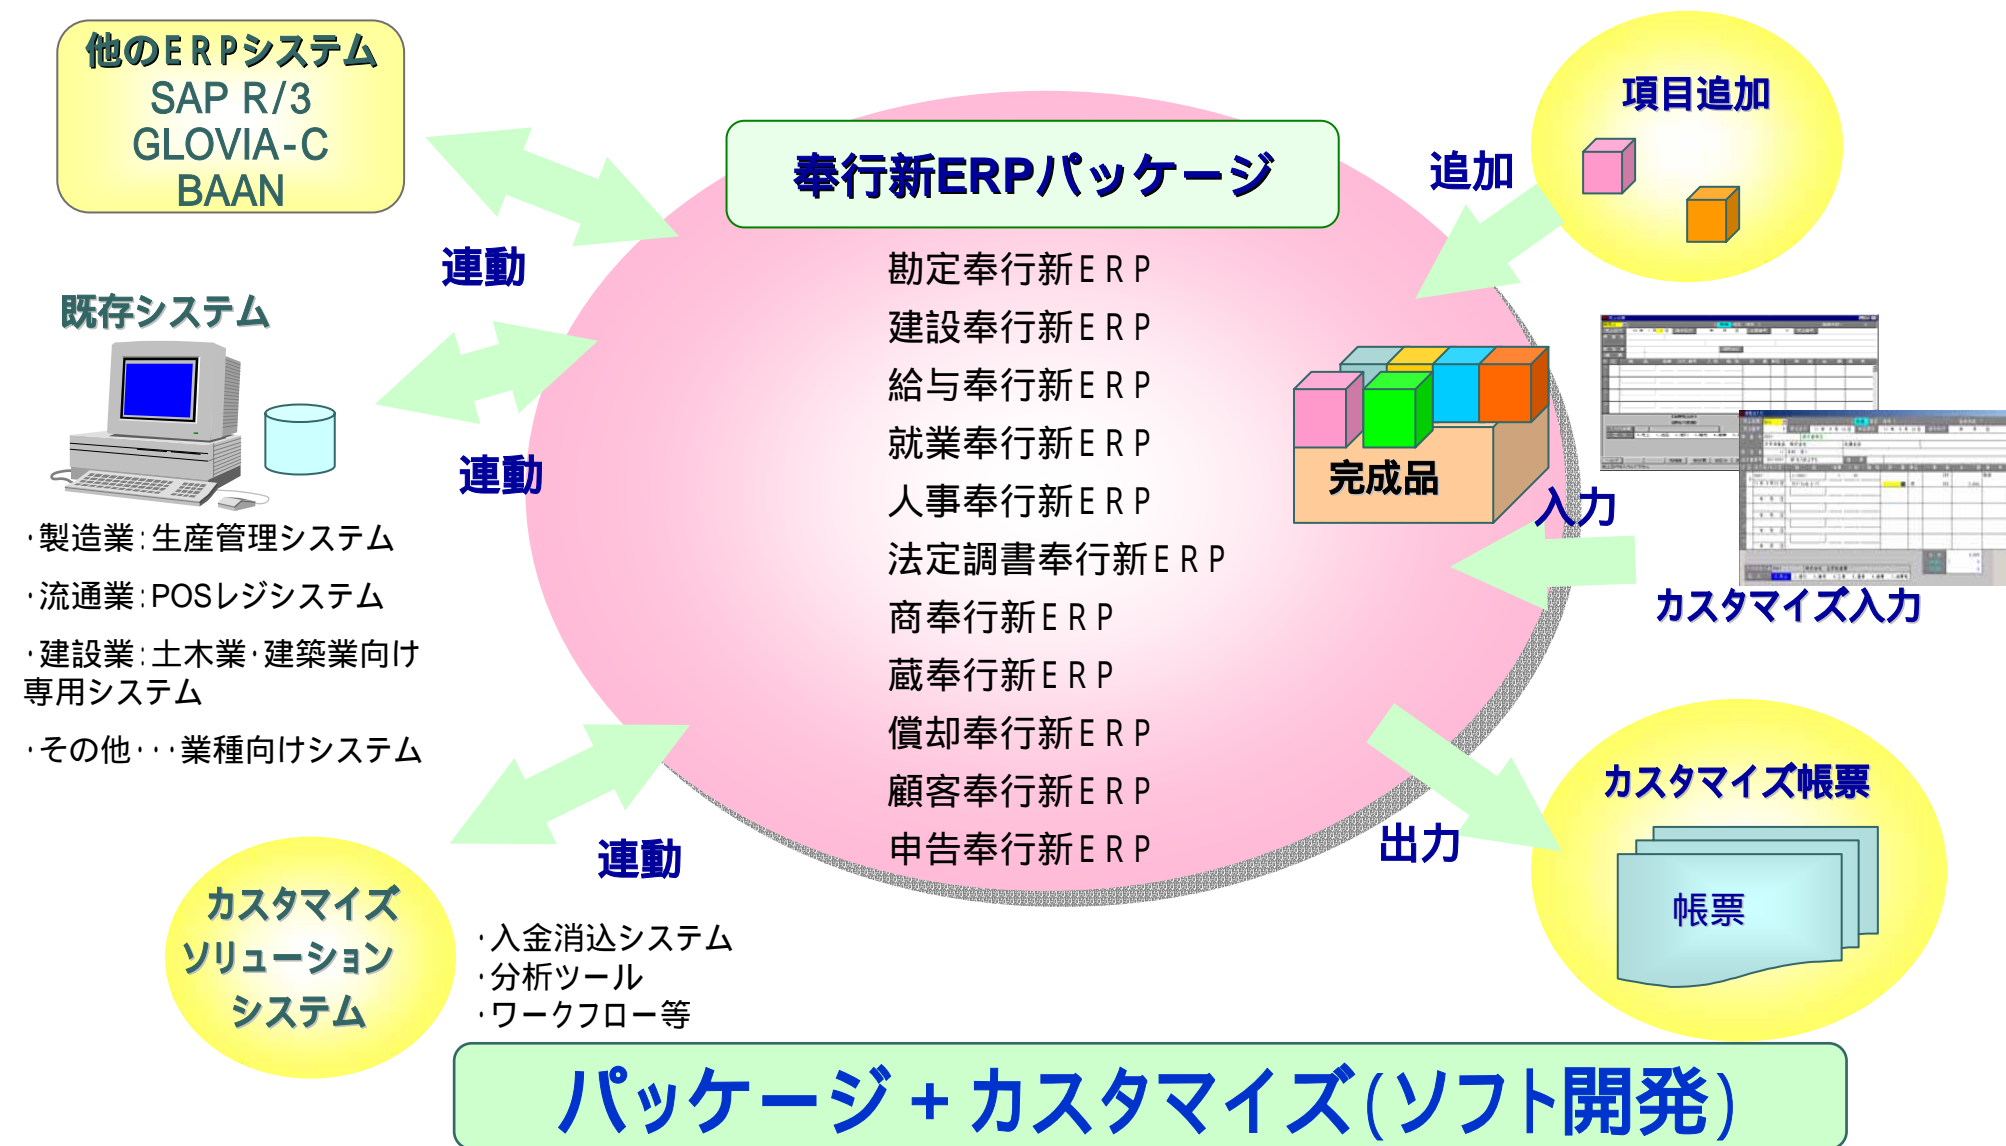 他のＥＲＰシステム
SAP R/3
GLOVIA-C
BAAN
連動
既存システム
連動
・製造業：生産管理システム
・流通業：POSレジシステム
・建設業：土木業・建築業向け
専用システム
・その他・・・業種向けシステム
連動
カスタマイズ
ソリューション
システム
・入金消込システム
・分析ツール
・ワークフロー等
奉行新ERPパッケージ
勘定奉行新ＥＲＰ
建設奉行新ＥＲＰ
給与奉行新ＥＲＰ
就業奉行新ＥＲＰ
人事奉行新ＥＲＰ
法定調書奉行新ＥＲＰ
商奉行新ＥＲＰ
蔵奉行新ＥＲＰ
償却奉行新ＥＲＰ
顧客奉行新ＥＲＰ
申告奉行新ＥＲＰ
項目追加
追加
完成品
入力
カスタマイズ入力
カスタマイズ帳票
出力
帳票
パッケージ＋カスタマイズ(ソフト開発)